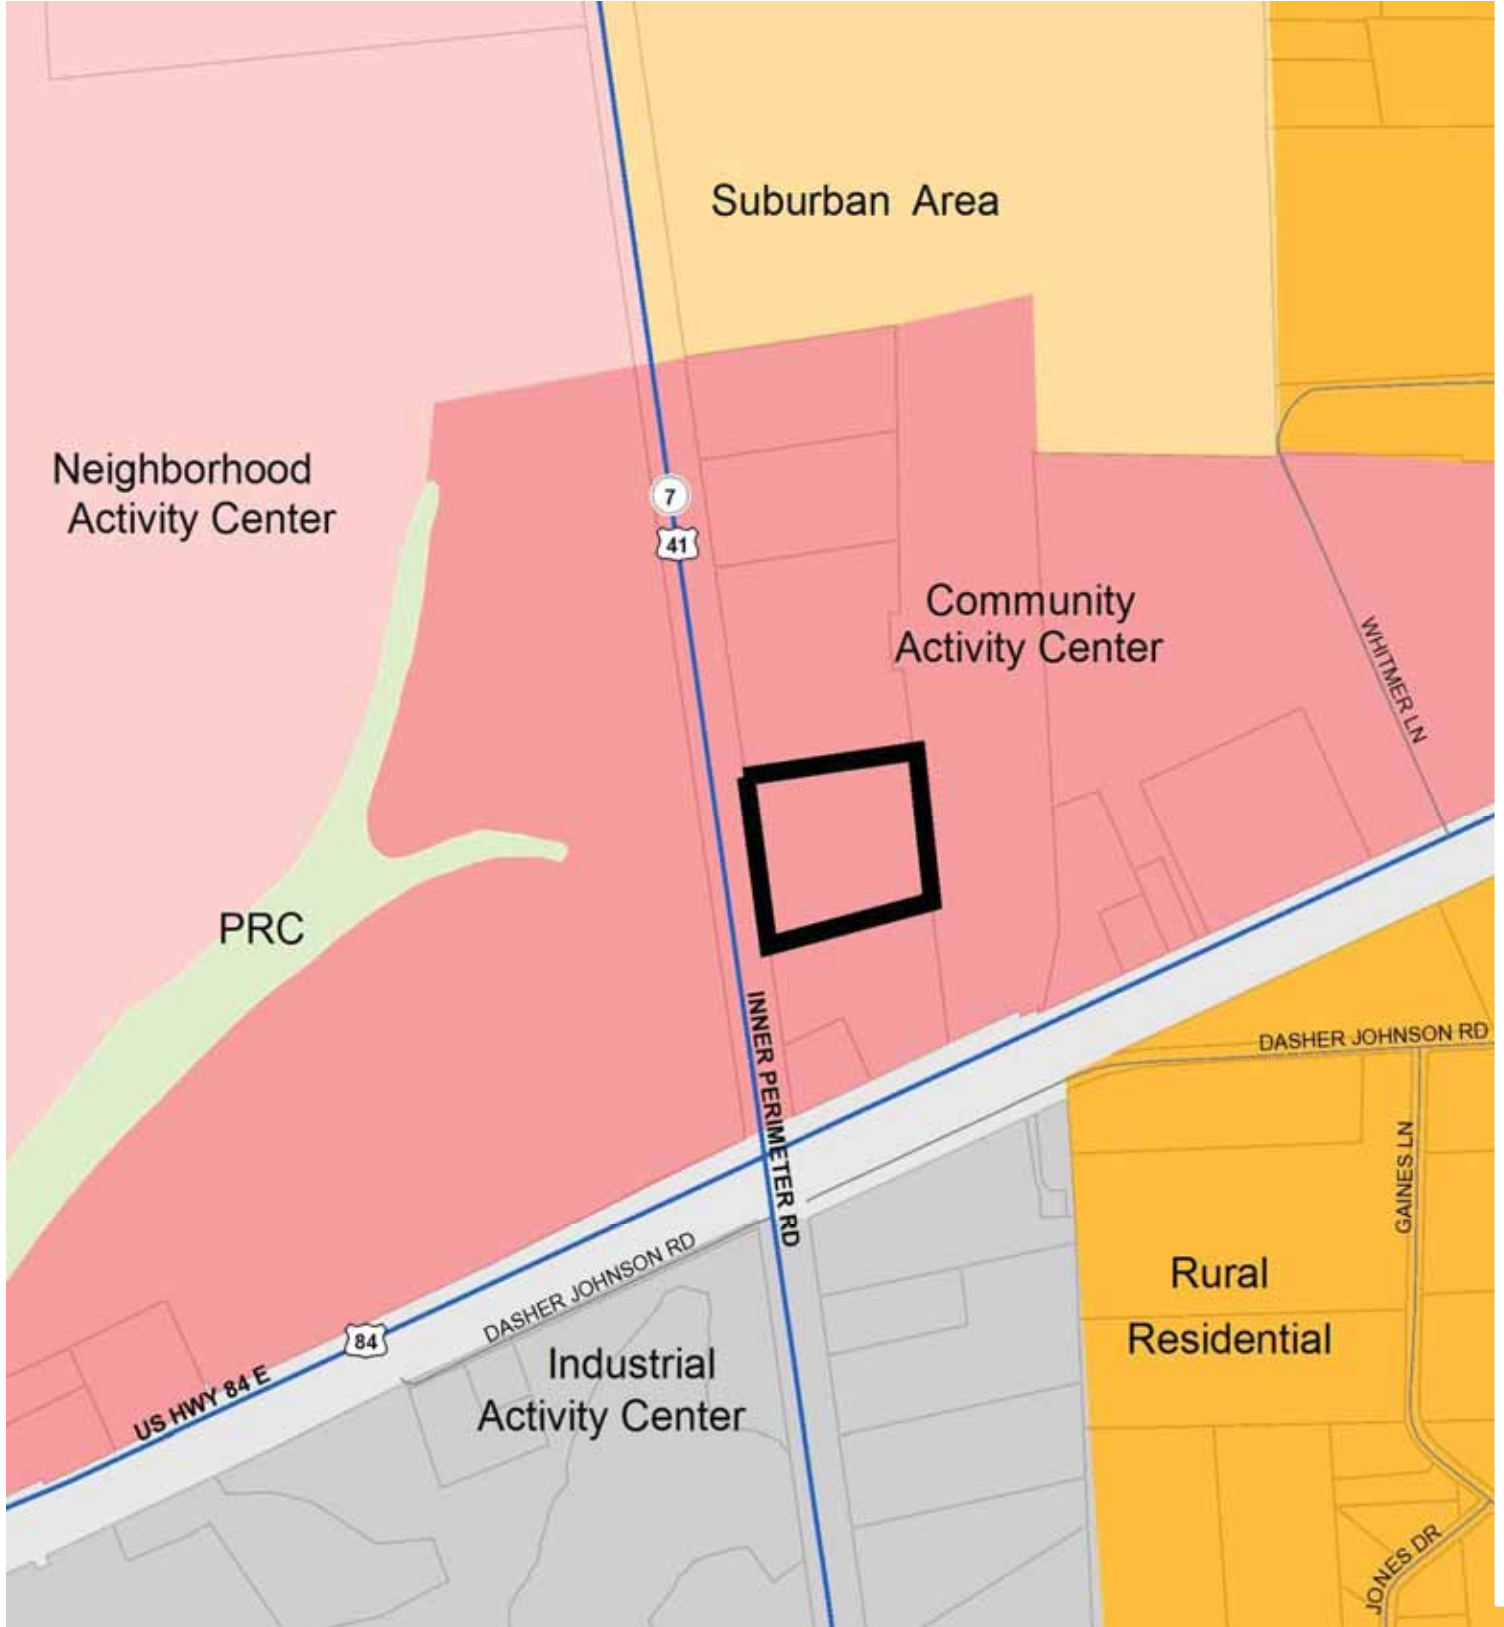 Suburban Area
Neighborhood
Activity Center
7
41
Community
Activity Center
WHITMER LN
PRC
INNER PERIMETER RD
DASHER JOHNSON RD
GAINES LN
DASHER JOHNSON RD
Rural
Residential
84
US HWY 84 E
Industrial
Activity Center
JONES DR